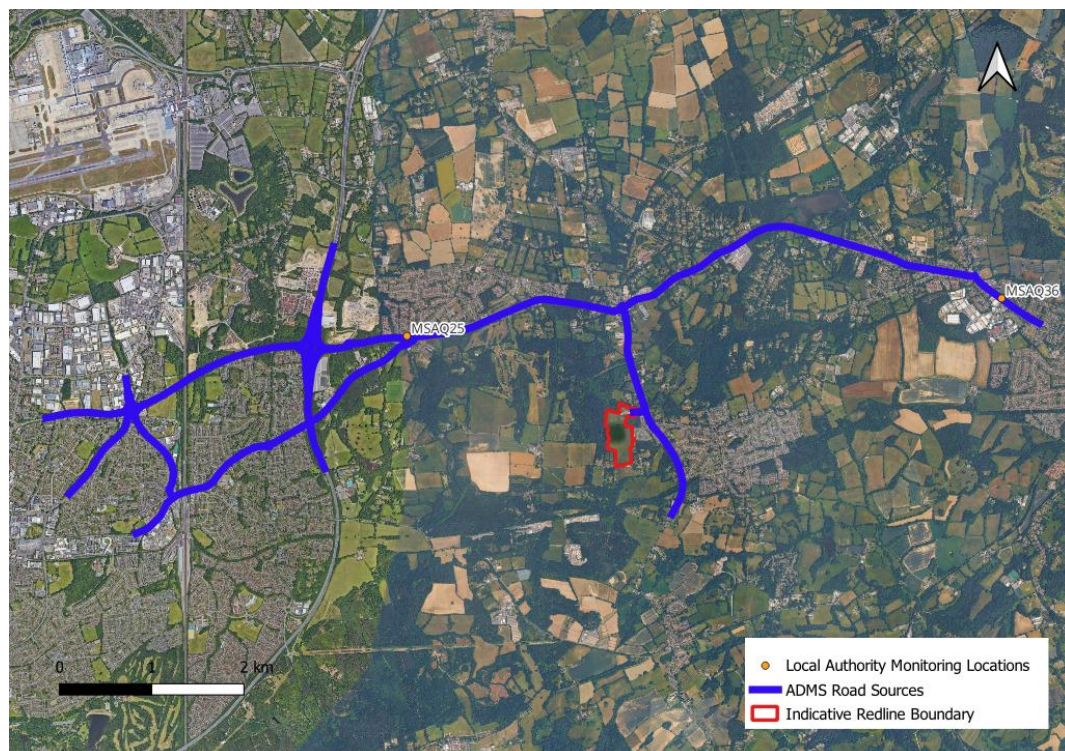 MSAQ36
MSAQ25
0 1 2 km
Local Authority Monitoring Locations
ADMS Road Sources
Indicative Redline Boundary